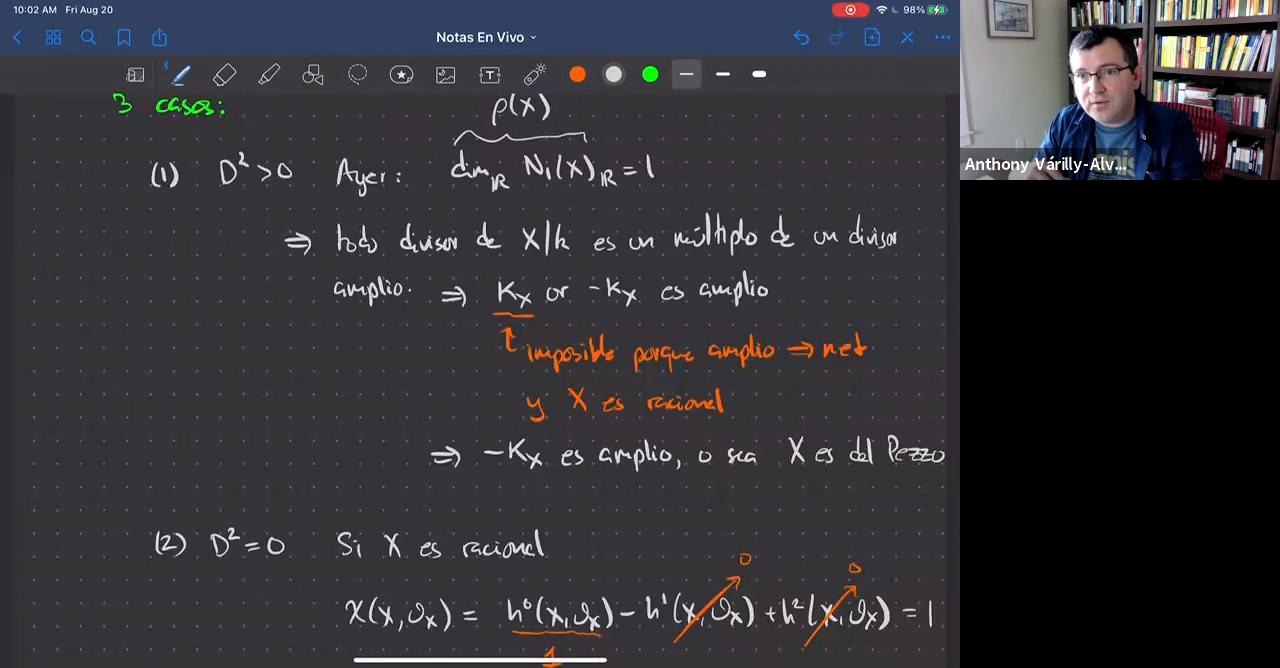 10:02 AM Fri Aug 20
98%
Notas En Vivo
Anthony Várilly-Alv...
3 casos:
ρ(X)
(1) D² > 0 Ayer: dim_ℝ N₁(X)_ℝ = 1
⇒ todo divisor de X/k es un múltiplo de un divisor
amplio. ⇒ K_X or -K_X es amplio
↑ imposible porque amplio ⇒ nef
y X es racional
⇒ -K_X es amplio, o sea X es del Pezzo
(2) D² = 0 Si X es racional
0 0
χ(X, 𝒪_X) = h⁰(X, 𝒪_X) - h¹(X, 𝒪_X) + h²(X, 𝒪_X) = 1
1